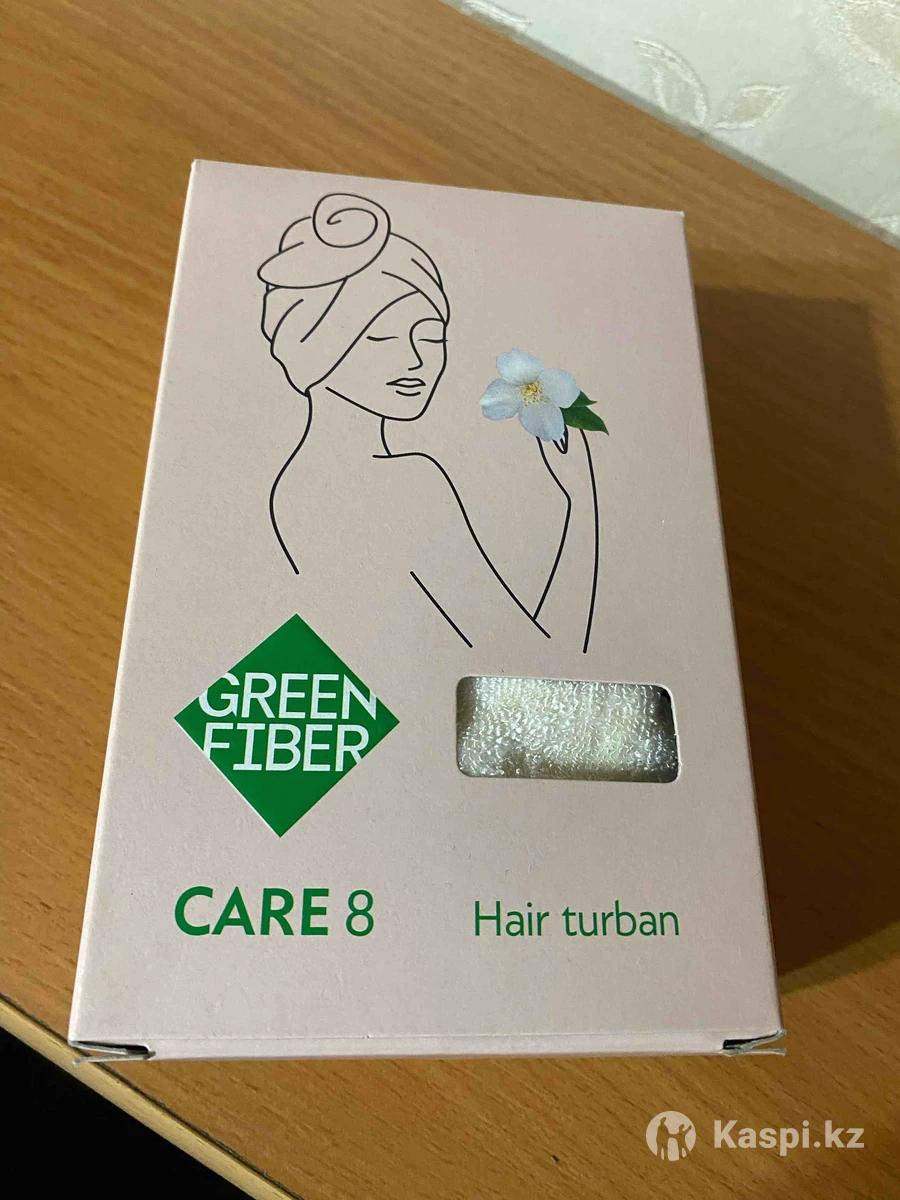 GREEN
FIBER
CARE 8
Hair turban
Kaspi.kz